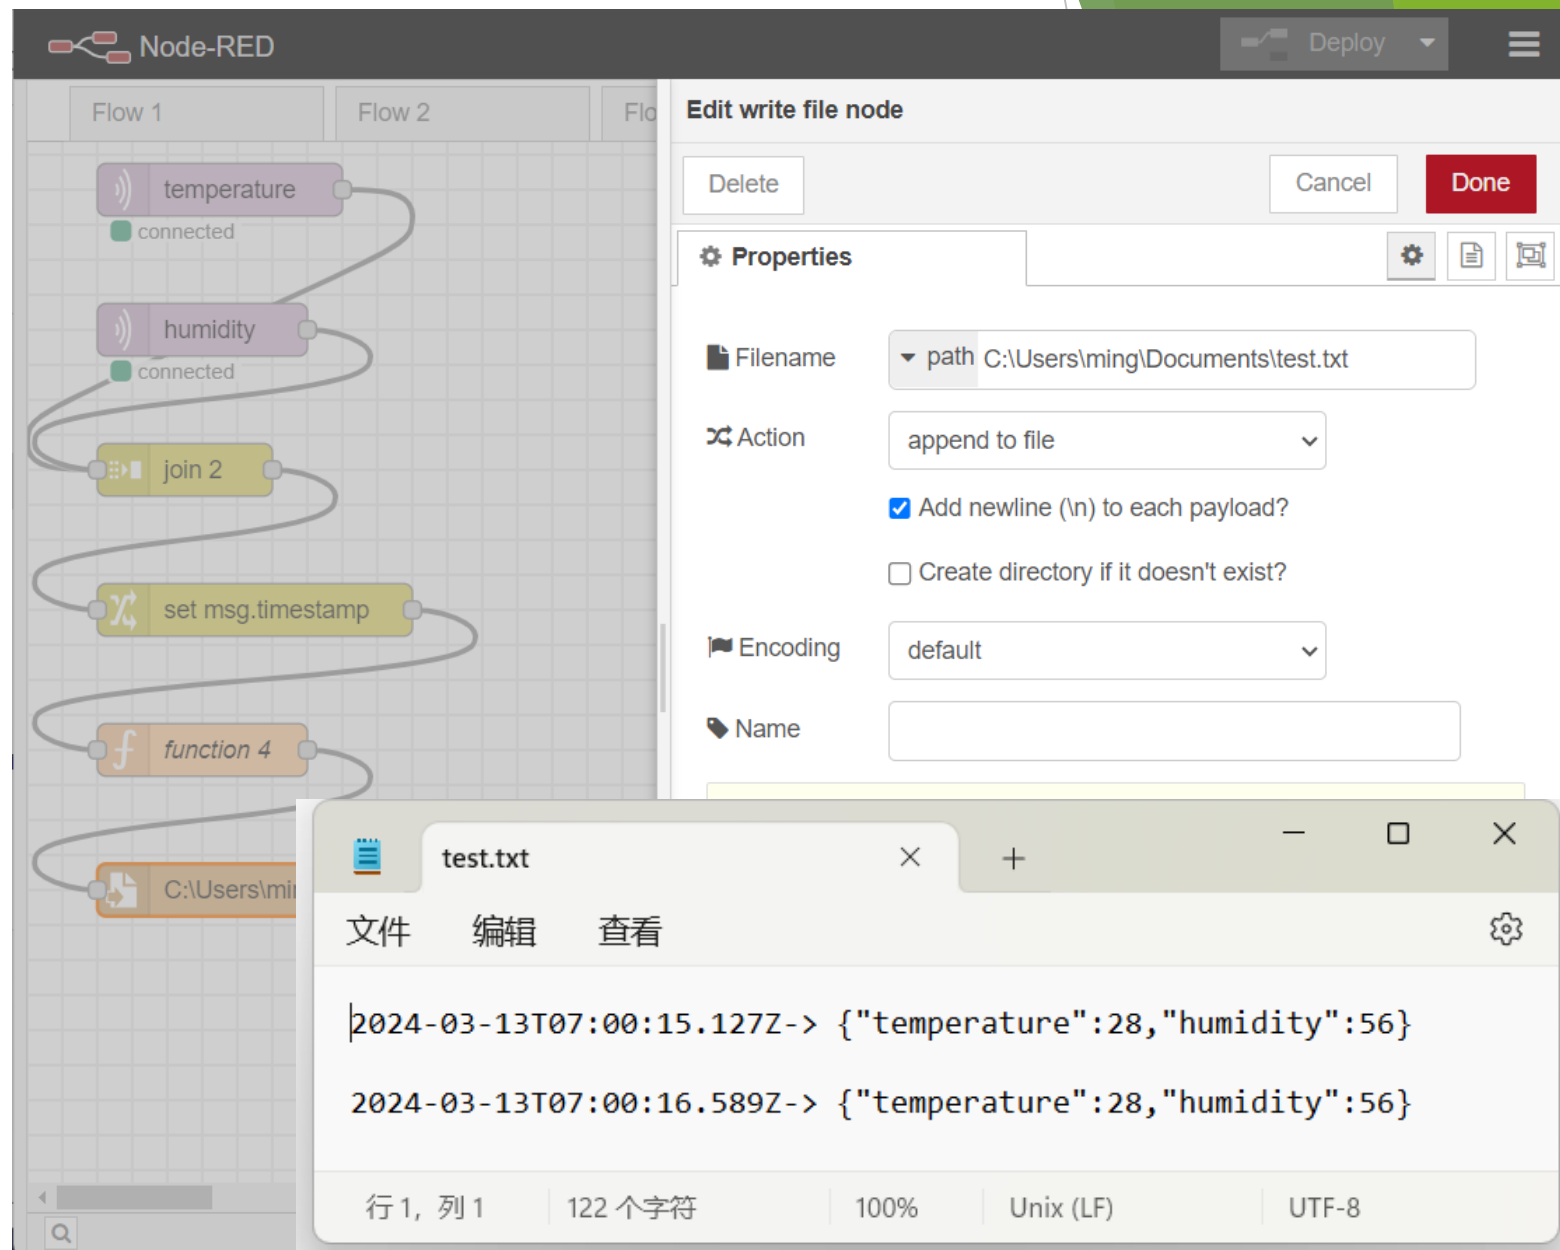 Node-RED
Deploy
Flow 1
Flow 2
Flo
temperature
connected
humidity
connected
join 2
set msg.timestamp
function 4
C:\Users\mi
Edit write file node
Delete
Cancel
Done
Properties
Filename
path
C:\Users\ming\Documents\test.txt
Action
append to file
Add newline (\n) to each payload?
Create directory if it doesn't exist?
Encoding
default
Name
test.txt
文件 编辑 查看
2024-03-13T07:00:15.127Z-> {"temperature":28,"humidity":56}
2024-03-13T07:00:16.589Z-> {"temperature":28,"humidity":56}
行 1, 列 1
122 个字符
100%
Unix (LF)
UTF-8